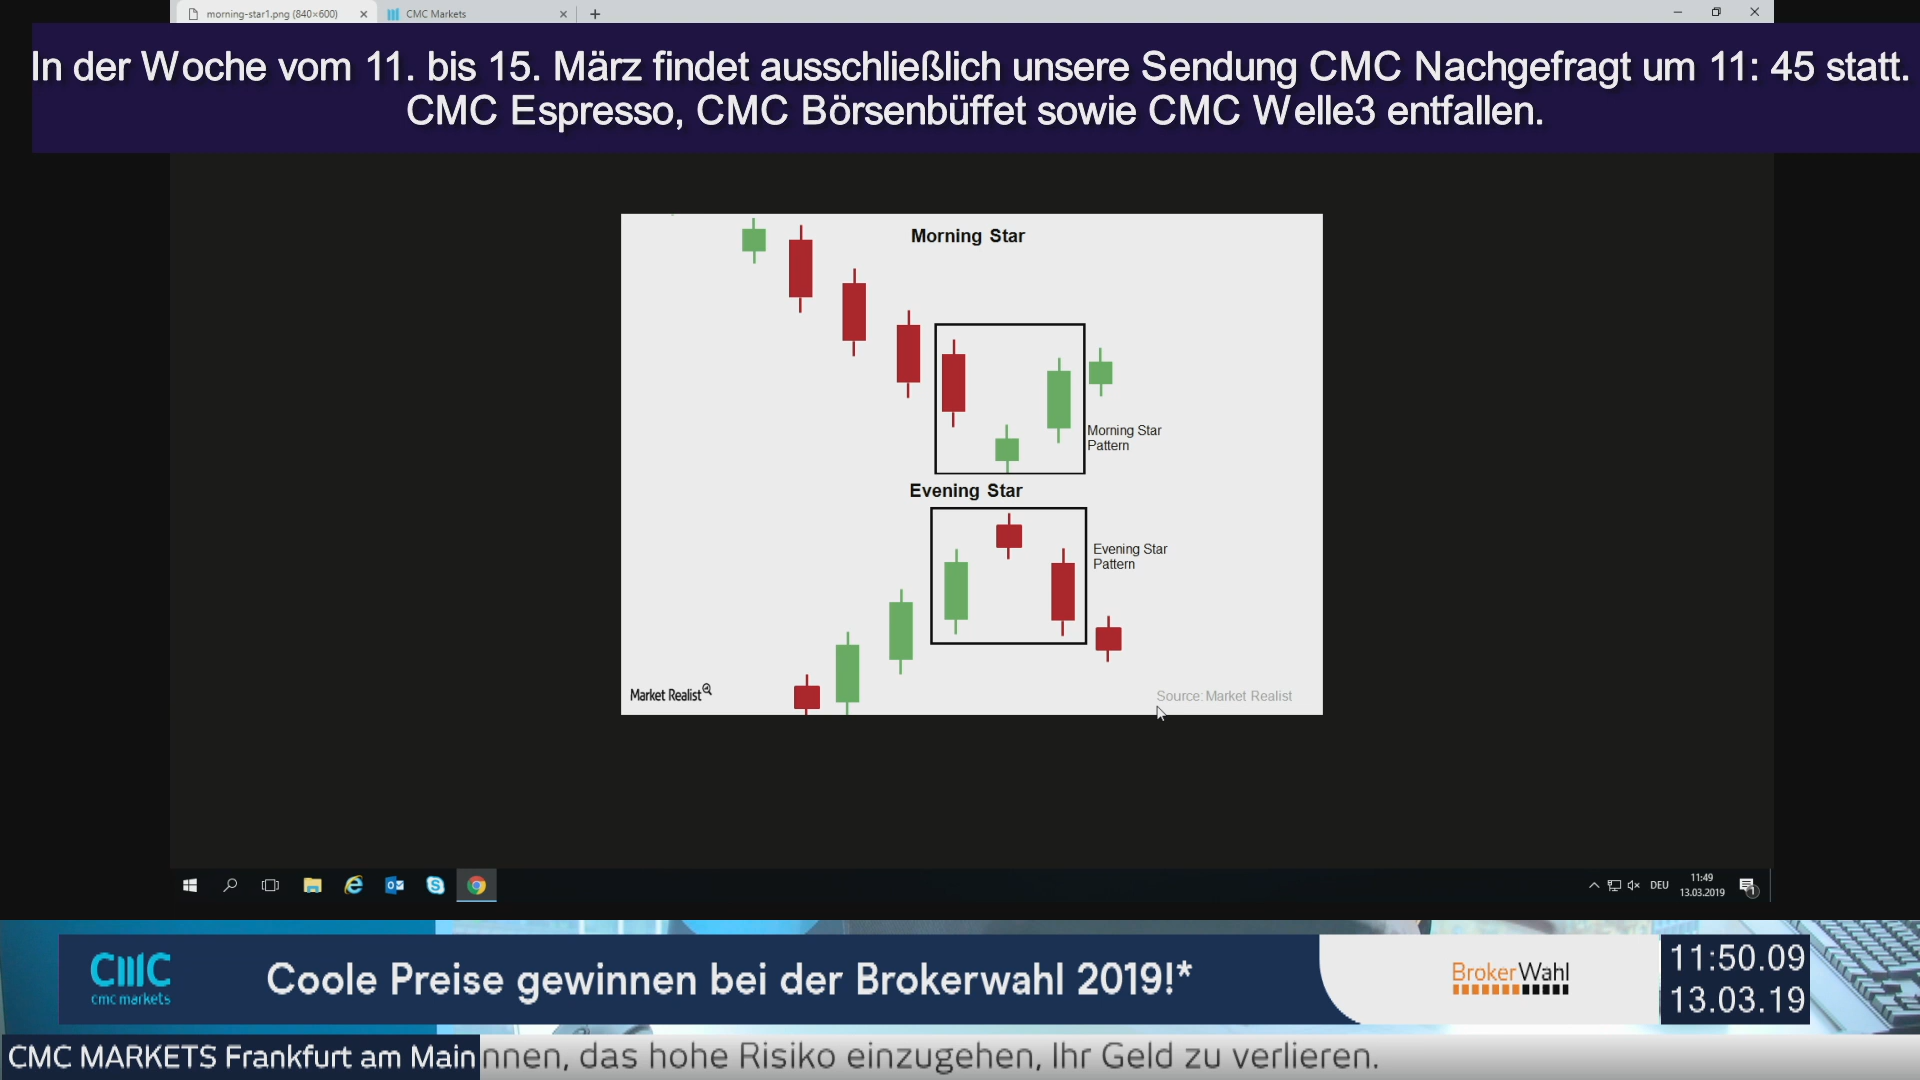 morning-star1.png (840×600)
CMC Markets
In der Woche vom 11. bis 15. März findet ausschließlich unsere Sendung CMC Nachgefragt um 11: 45 statt.
CMC Espresso, CMC Börsenbüffet sowie CMC Welle3 entfallen.
Morning Star
Morning Star
Pattern
Evening Star
Evening Star
Pattern
Market Realist
Source: Market Realist
DEU
11:49
13.03.2019
1
CMC
cmc markets
Coole Preise gewinnen bei der Brokerwahl 2019!*
BrokerWahl
11:50.09
13.03.19
CMC MARKETS Frankfurt am Main
nnen, das hohe Risiko einzugehen, Ihr Geld zu verlieren.